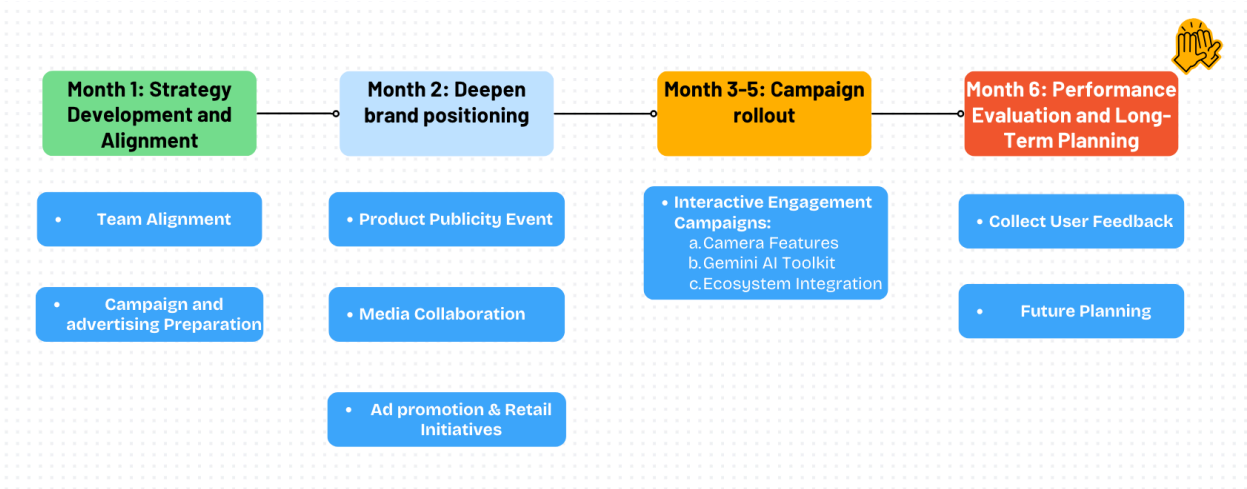 Month 1: Strategy
Development and
Alignment
Month 2: Deepen
brand positioning
Month 3-5: Campaign
rollout
Month 6: Performance
Evaluation and Long-
Term Planning
• Team Alignment
• Campaign and
advertising Preparation
• Product Publicity Event
• Media Collaboration
• Ad promotion & Retail
Initiatives
• Interactive Engagement
Campaigns:
a. Camera Features
b. Gemini AI Toolkit
c. Ecosystem Integration
• Collect User Feedback
• Future Planning